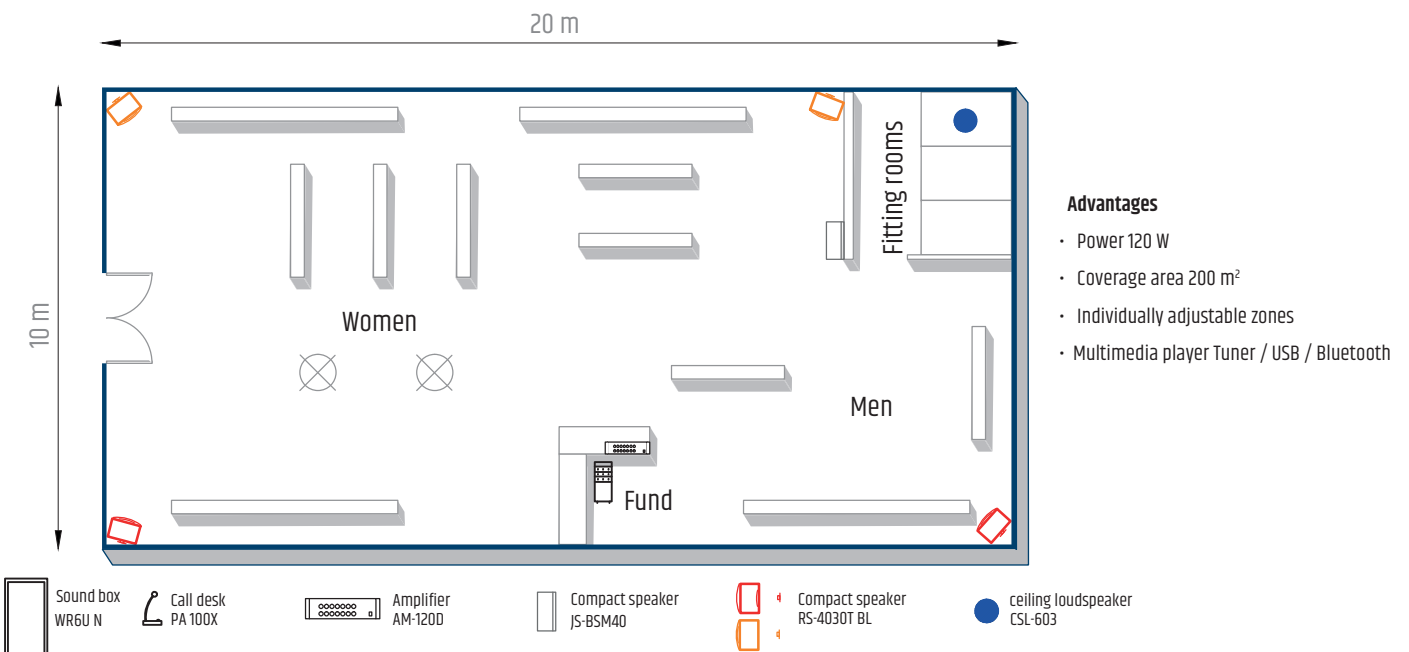 20 m
10 m
Fitting rooms
Women
Men
Fund
Advantages
· Power 120 W
· Coverage area 200 m²
· Individually adjustable zones
· Multimedia player Tuner / USB / Bluetooth
Sound box
WR6U N
Call desk
PA 100X
Amplifier
AM-120D
Compact speaker
JS-BSM40
Compact speaker
RS-4030T BL
ceiling loudspeaker
CSL-603